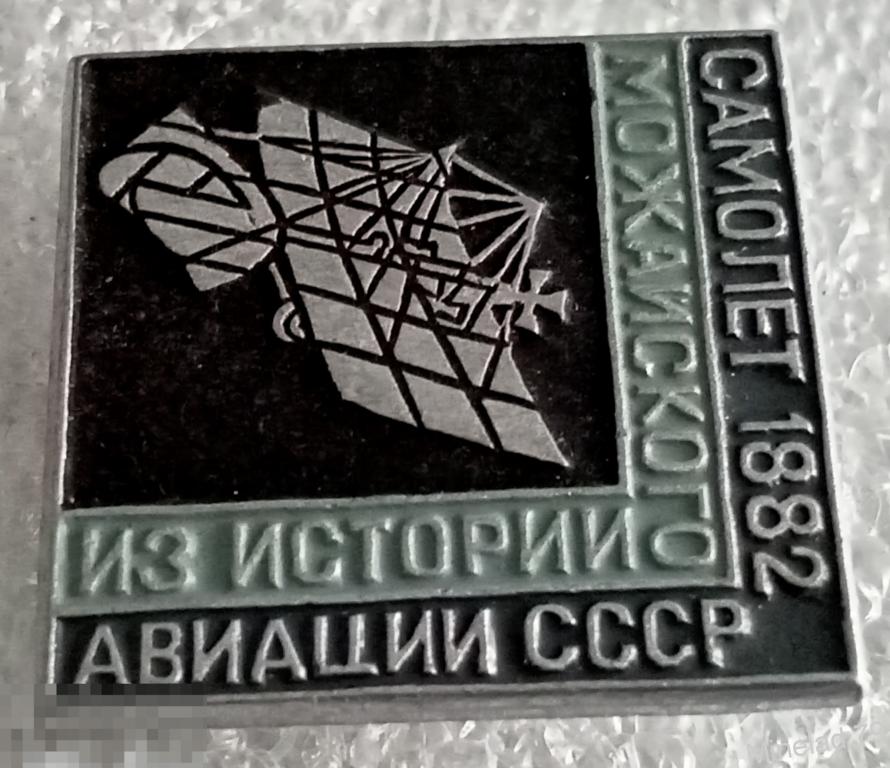 САМОЛЕТ 1882
МОЖАЙСКОГО
ИЗ ИСТОРИИ
АВИАЦИИ СССР